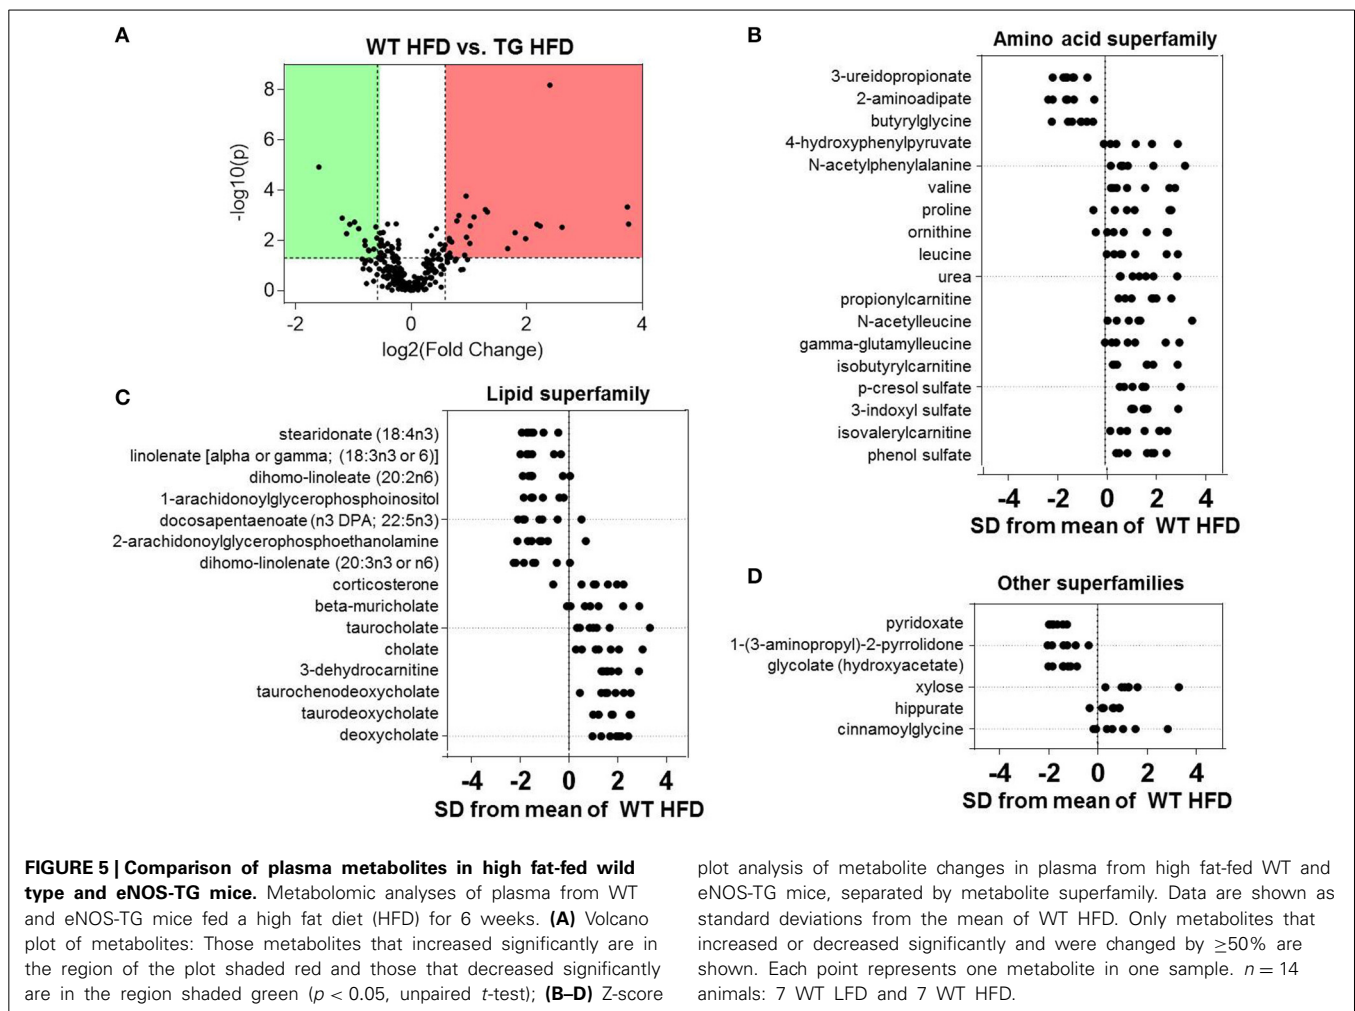 A
WT HFD vs. TG HFD
-log10(p)
8
6
4
2
0
-2
0
2
4
log2(Fold Change)
B
Amino acid superfamily
3-ureidopropionate
2-aminoadipate
butyrylglycine
4-hydroxyphenylpyruvate
N-acetylphenylalanine
valine
proline
ornithine
leucine
urea
propionylcarnitine
N-acetylleucine
gamma-glutamylleucine
isobutyrylcarnitine
p-cresol sulfate
3-indoxyl sulfate
isovalerylcarnitine
phenol sulfate
-4 -2 0 2 4
SD from mean of WT HFD
C
Lipid superfamily
stearidonate (18:4n3)
linolenate [alpha or gamma; (18:3n3 or 6)]
dihomo-linoleate (20:2n6)
1-arachidonoylglycerophosphoinositol
docosapentaenoate (n3 DPA; 22:5n3)
2-arachidonoylglycerophosphoethanolamine
dihomo-linolenate (20:3n3 or n6)
corticosterone
beta-muricholate
taurocholate
cholate
3-dehydrocarnitine
taurochenodeoxycholate
taurodeoxycholate
deoxycholate
-4 -2 0 2 4
SD from mean of WT HFD
D
Other superfamilies
pyridoxate
1-(3-aminopropyl)-2-pyrrolidone
glycolate (hydroxyacetate)
xylose
hippurate
cinnamoylglycine
-4 -2 0 2 4
SD from mean of WT HFD
FIGURE 5 | Comparison of plasma metabolites in high fat-fed wild
type and eNOS-TG mice. Metabolomic analyses of plasma from WT
and eNOS-TG mice fed a high fat diet (HFD) for 6 weeks. (A) Volcano
plot of metabolites: Those metabolites that increased significantly are in
the region of the plot shaded red and those that decreased significantly
are in the region shaded green (p < 0.05, unpaired t-test); (B–D) Z-score
plot analysis of metabolite changes in plasma from high fat-fed WT and
eNOS-TG mice, separated by metabolite superfamily. Data are shown as
standard deviations from the mean of WT HFD. Only metabolites that
increased or decreased significantly and were changed by ≥50% are
shown. Each point represents one metabolite in one sample. n = 14
animals: 7 WT LFD and 7 WT HFD.